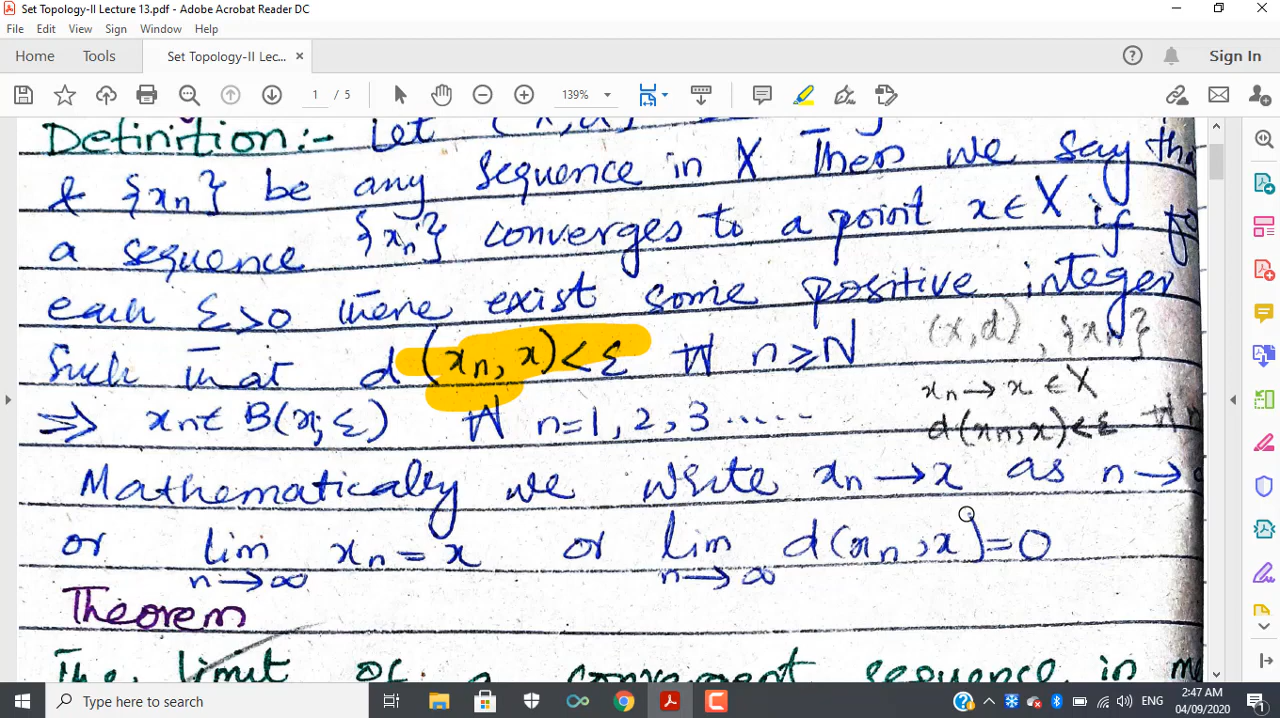 Set Topology-II Lecture 13.pdf - Adobe Acrobat Reader DC
File Edit View Sign Window Help
Home Tools Set Topology-II Lec... × Sign In
1 / 5 139%
Definition:- Let (X,d)
& {xn} be any sequence in X Then we say tha
a sequence {xn} converges to a point x∈X if fo
each ε>0 there exist some positive integer
Such that d(xn, x)<ε ∀ n≥N
(x,d), {xn}
xn→x∈X
d(xn,x)<ε ∀n
⇒ xn∈ B(x;ε) ∀ n=1, 2, 3 .....
Mathematically we write xn→x as n→
or lim n→∞ xn = x or lim n→∞ d(xn,x)=0
Theorem
The limit of a convergent sequence in me
Type here to search
ENG 2:47 AM
04/09/2020